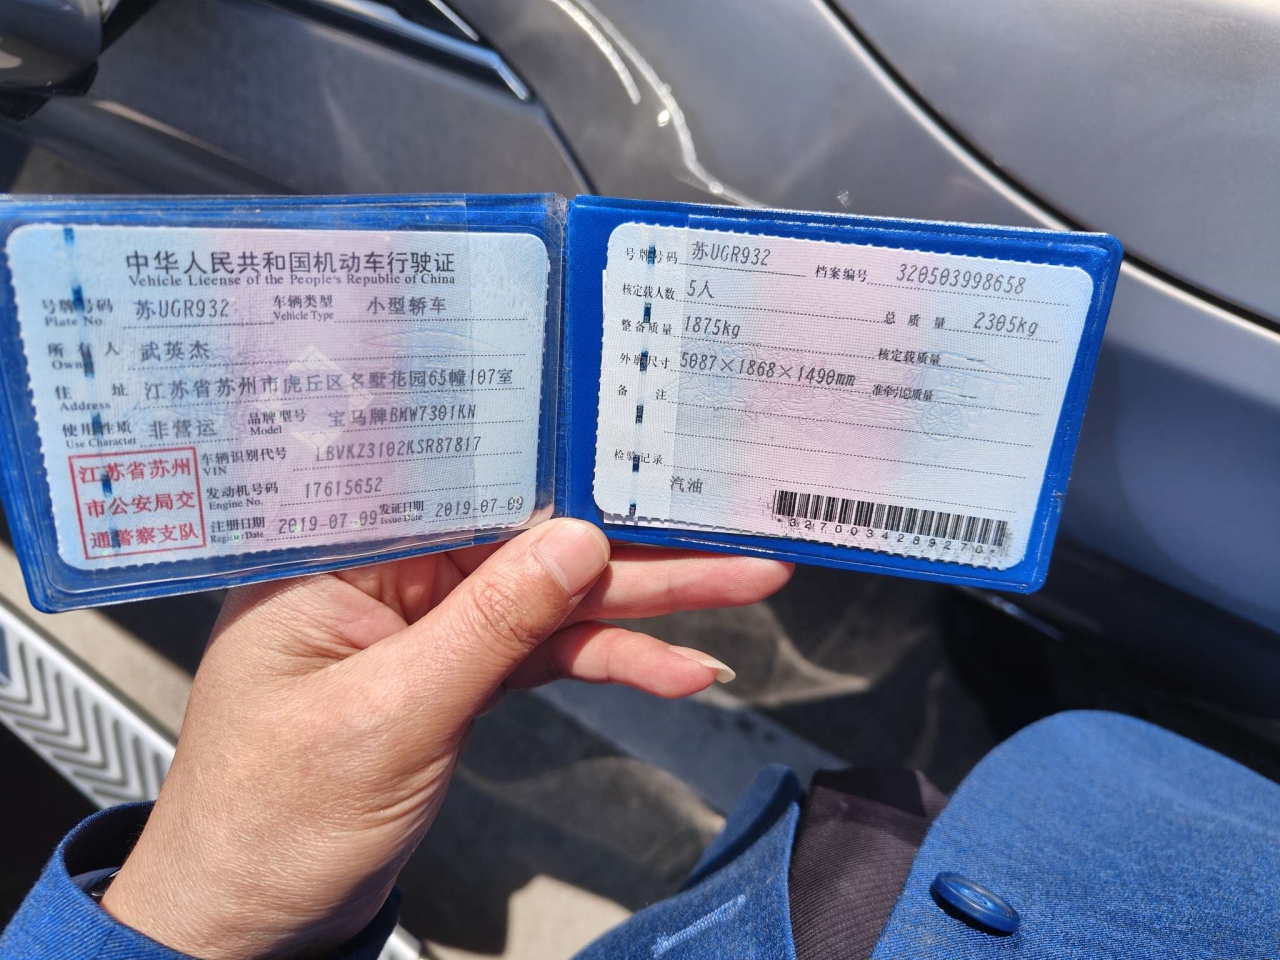 中华人民共和国机动车行驶证
Vehicle License of the People's Republic of China
号牌号码 苏UGR932 车辆类型 小型轿车
Plate No. Vehicle Type
所有人 武英杰
Owner
住址 江苏省苏州市虎丘区名墅花园65幢107室
Address
使用性质 非营运 品牌型号 宝马牌BMW7301KN
Use Character Model
江苏省苏州
市公安局交
通警察支队
车辆识别代号 LBVKZ3102KSR87817
VIN
发动机号码 17615652
Engine No.
注册日期 2019-07-09 发证日期 2019-07-09
Register Date Issue Date
号牌号码 苏UGR932 档案编号 320503998658
核定载人数 5人 总质量 2305kg
整备质量 1875kg 核定载质量 --
外廓尺寸 5087×1868×1490mm 准牵引总质量 --
备注
检验记录
汽油
*3270034289270*